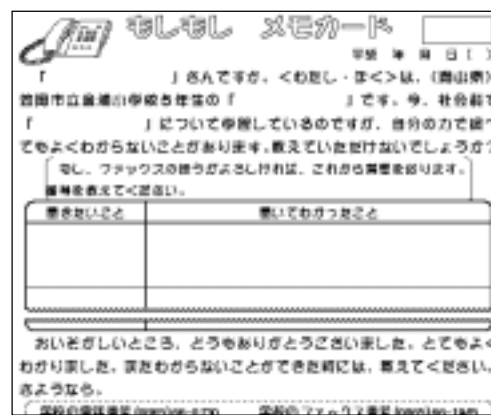 もしもし メモカード
平成 年 月 日( )
「 」さんですか。<わたし・ぼく>は、(岡山県)
笠岡市立金浦小学校5年生の「 」です。今、社会科で
「 」について学習しているのですが、自分の力で調べ
てもよくわからないことがあります。教えていただけないでしょうか?
もし、ファックスのほうがよろしければ、これから質問を送ります。
番号を教えてください。
聞きたいこと 聞いてわかったこと
おいそがしいところ、どうもありがとうございました。とてもよく
わかりました。またわからないことができた時には、教えてください。
さようなら。
学校の電話番号 学校のファックス番号